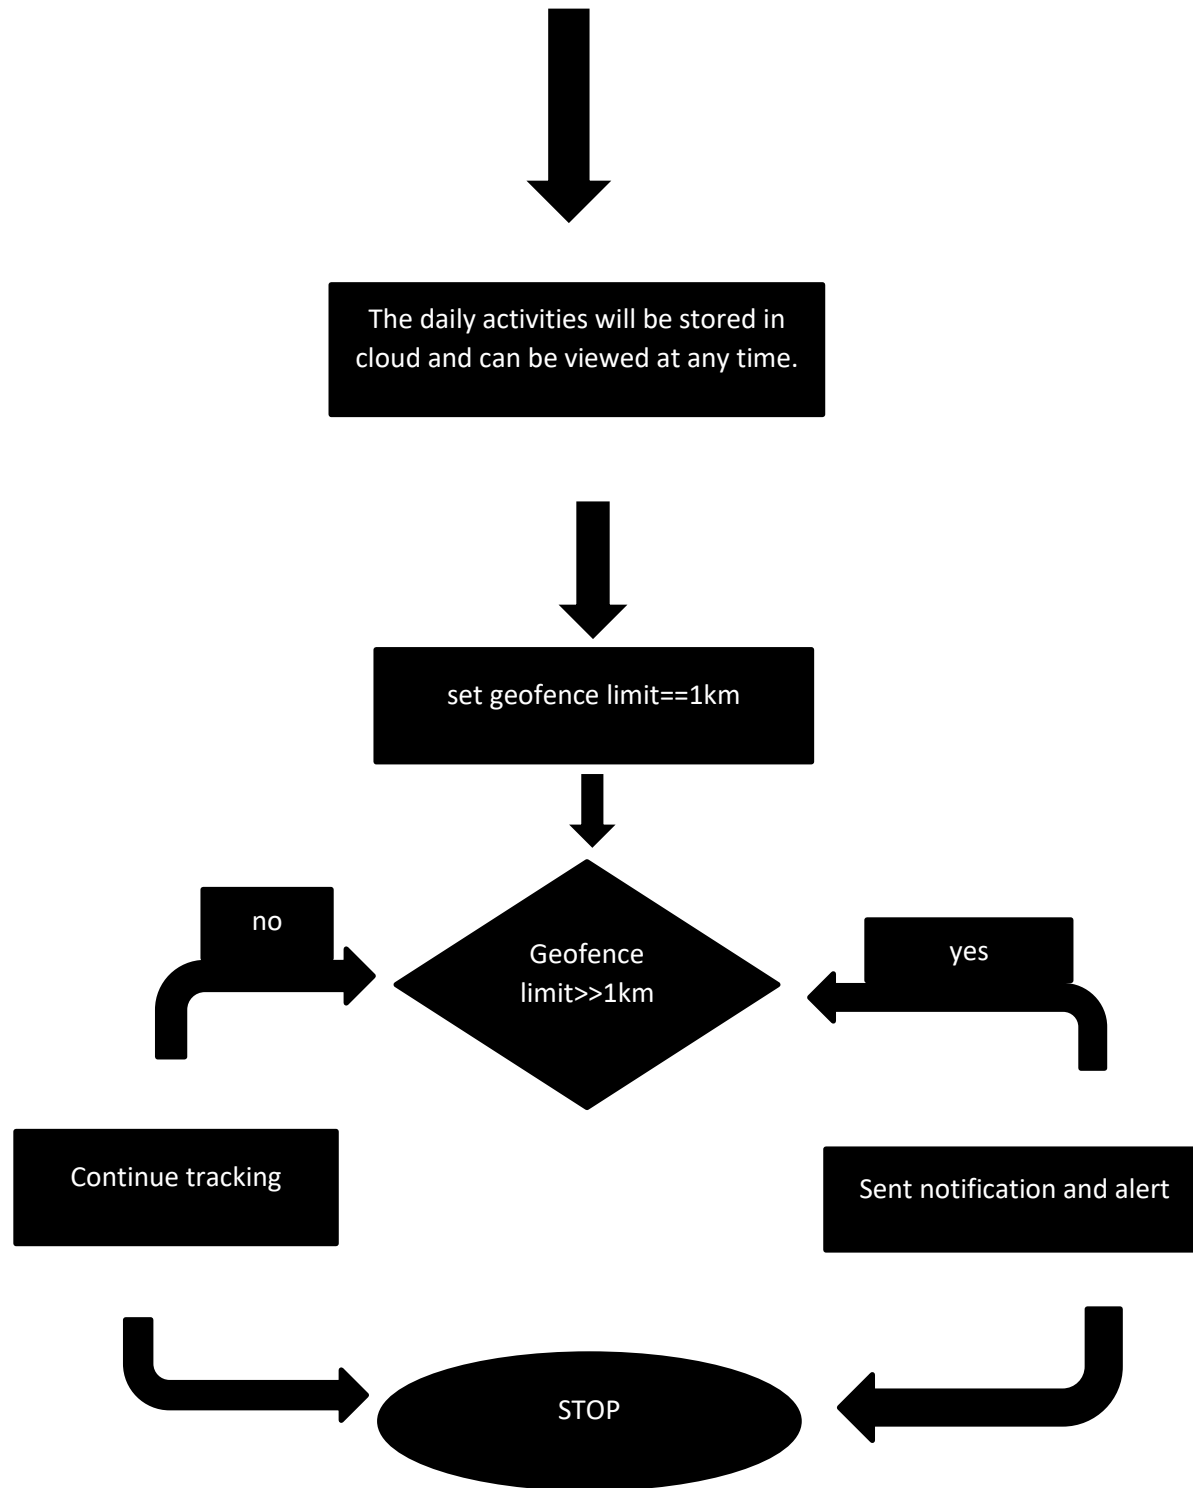 The daily activities will be stored in
cloud and can be viewed at any time.
set geofence limit==1km
no
yes
Geofence
limit>>1km
Continue tracking
Sent notification and alert
STOP